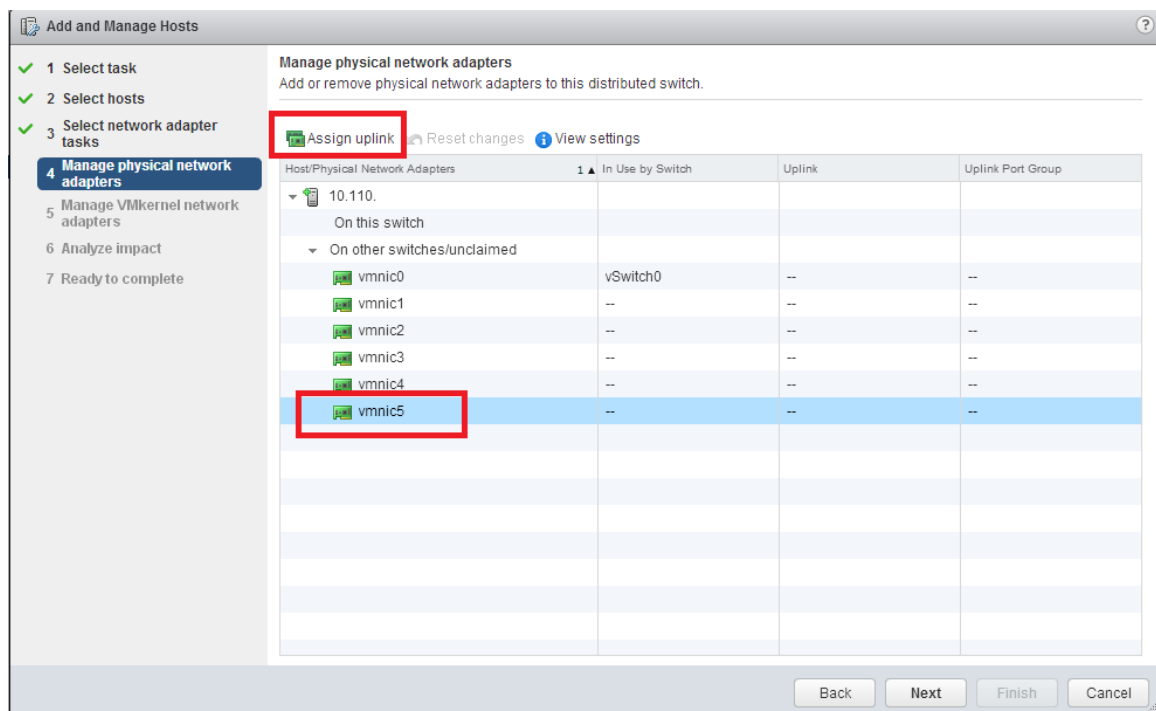 Add and Manage Hosts
?
1 Select task
2 Select hosts
3 Select network adapter
tasks
4 Manage physical network
adapters
5 Manage VMkernel network
adapters
6 Analyze impact
7 Ready to complete
Manage physical network adapters
Add or remove physical network adapters to this distributed switch.
Assign uplink Reset changes View settings
Host/Physical Network Adapters 1 ▲ In Use by Switch Uplink Uplink Port Group
10.110.
On this switch
On other switches/unclaimed
vmnic0 vSwitch0 -- --
vmnic1 -- -- --
vmnic2 -- -- --
vmnic3 -- -- --
vmnic4 -- -- --
vmnic5 -- -- --
Back Next Finish Cancel